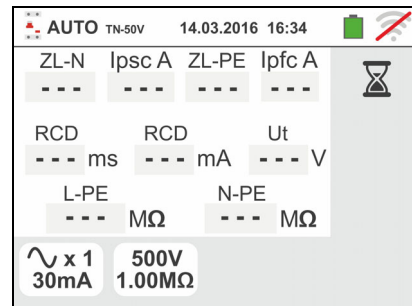 AUTO TN-50V 14.03.2016 16:34
ZL-N Ipsc A ZL-PE Ipfc A
--- --- --- ---
RCD RCD Ut
--- ms --- mA --- V
L-PE N-PE
--- MΩ --- MΩ
x 1 500V
30mA 1.00MΩ